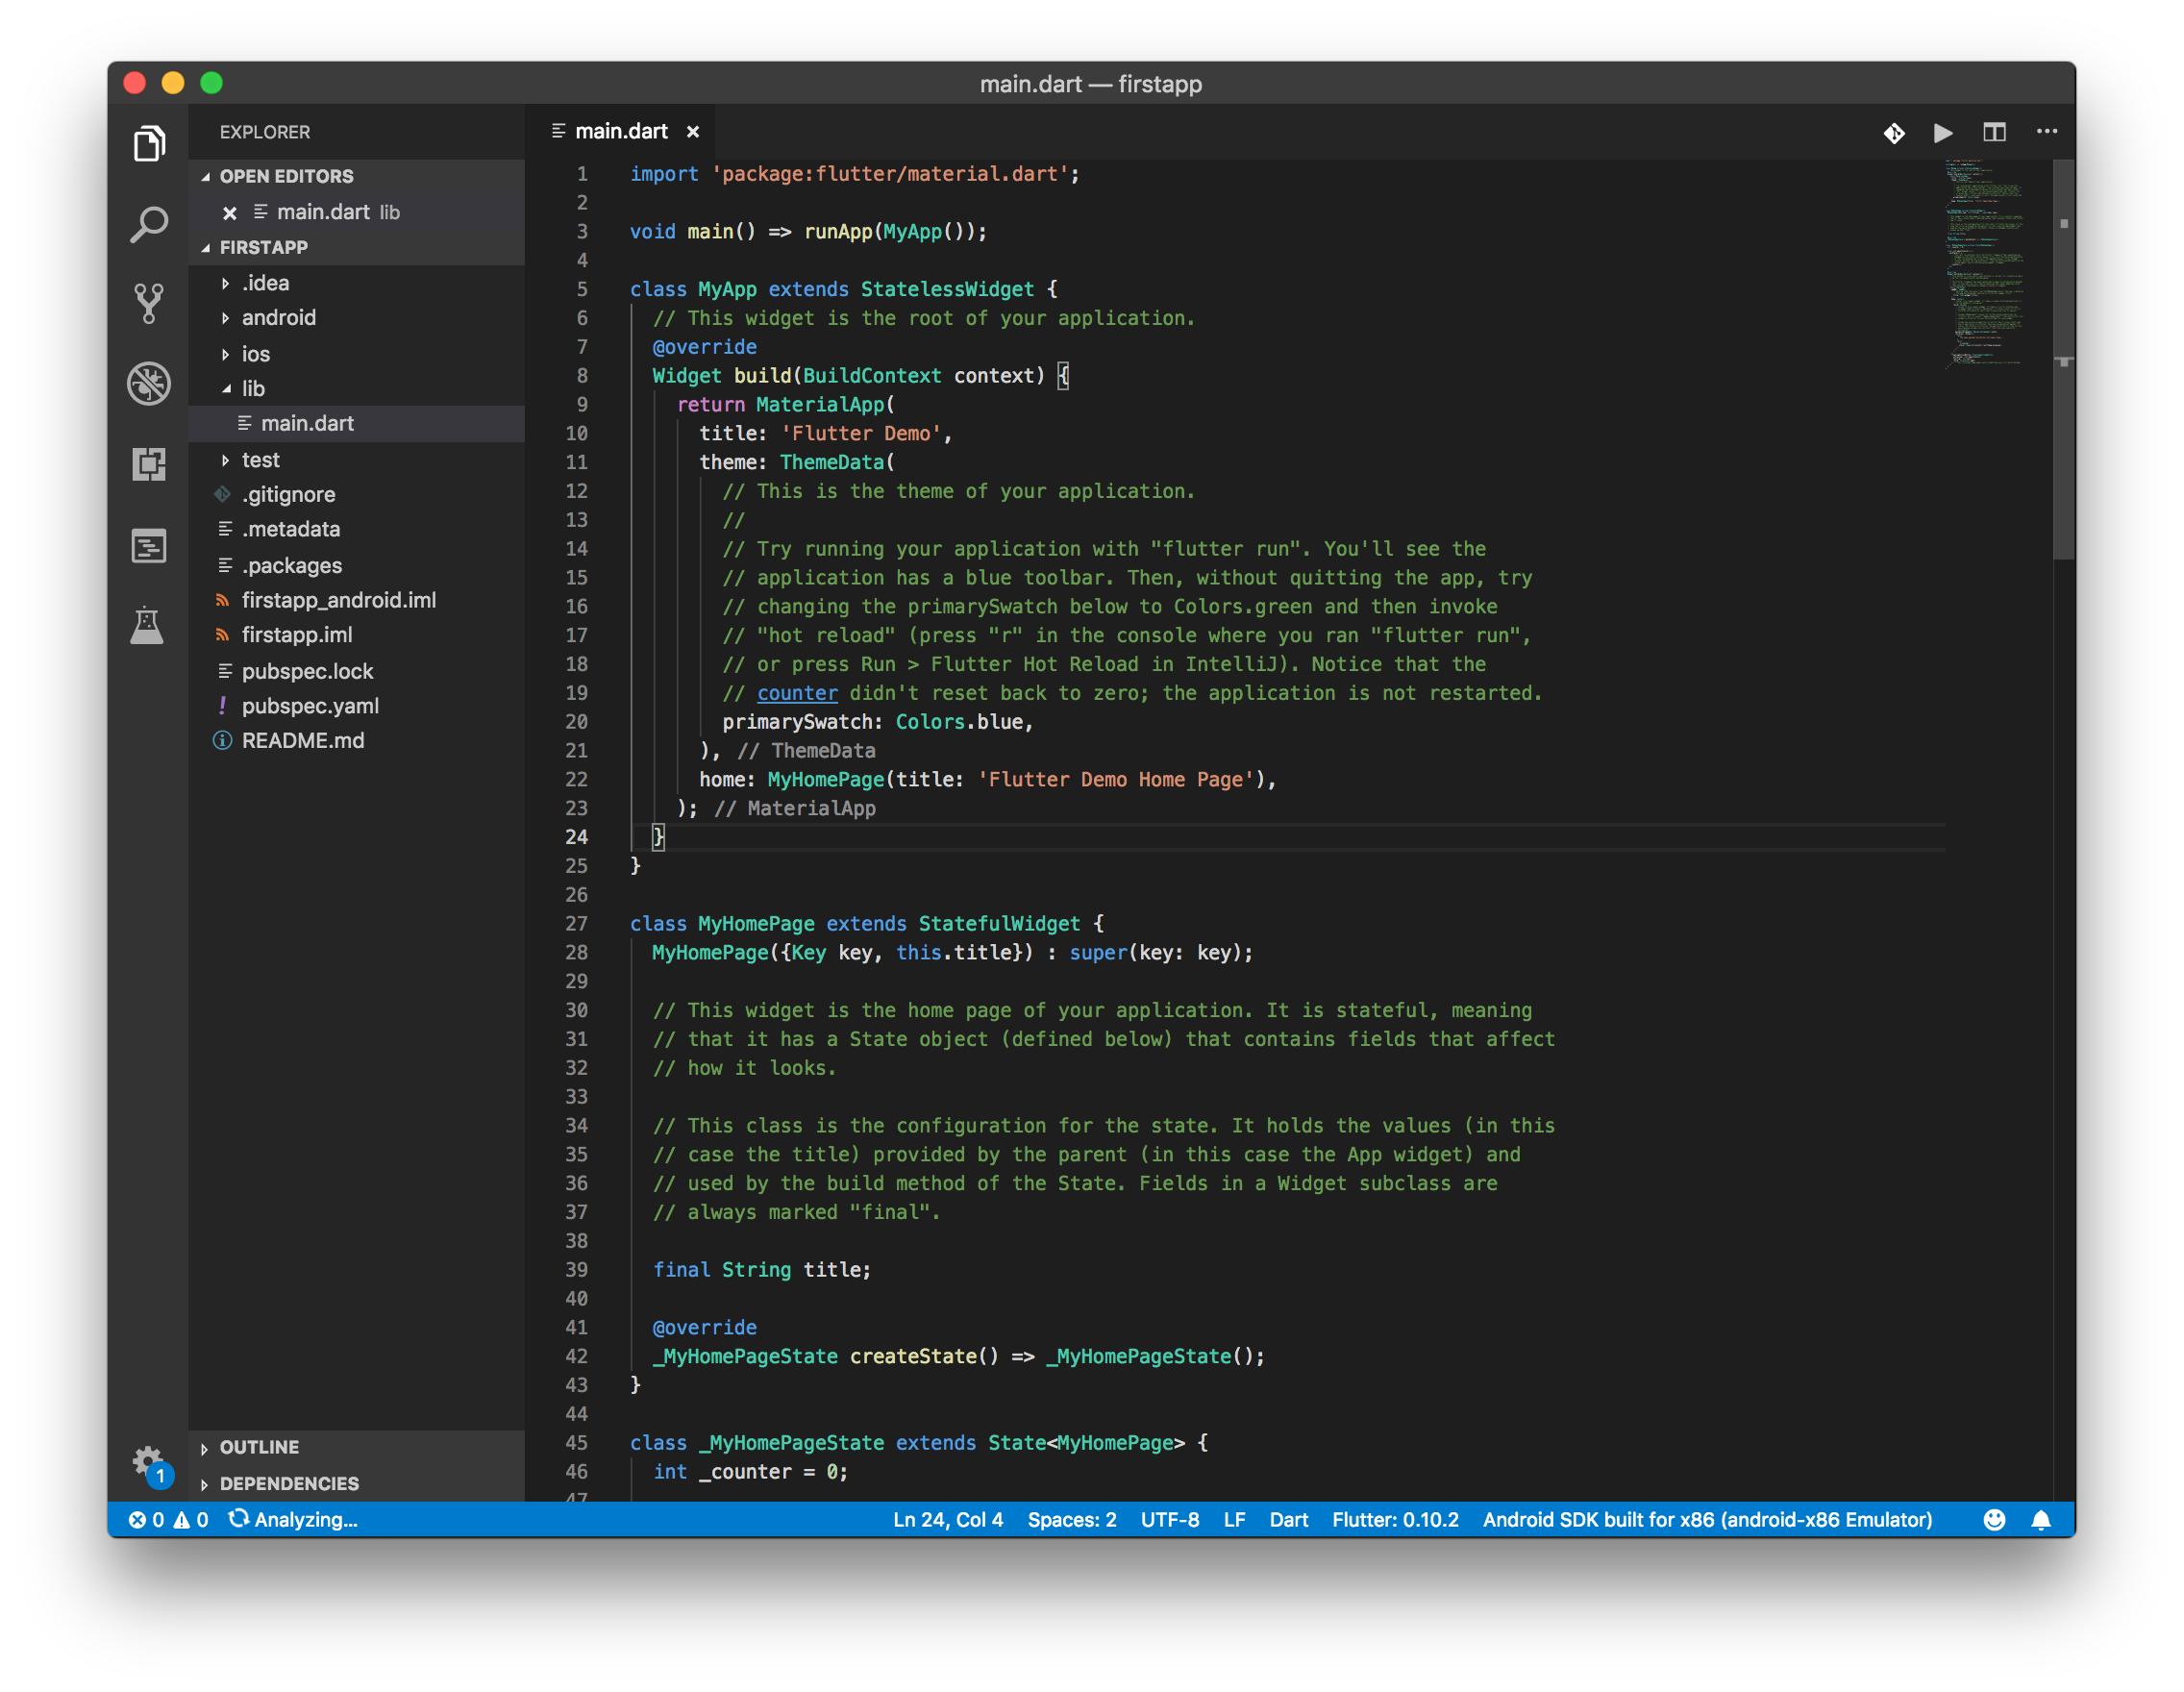 main.dart — firstapp
EXPLORER
OPEN EDITORS
main.dart lib
FIRSTAPP
.idea
android
ios
lib
main.dart
test
.gitignore
.metadata
.packages
firstapp_android.iml
firstapp.iml
pubspec.lock
pubspec.yaml
README.md
OUTLINE
DEPENDENCIES
1
main.dart
1 import 'package:flutter/material.dart';
2
3 void main() => runApp(MyApp());
4
5 class MyApp extends StatelessWidget {
6 // This widget is the root of your application.
7 @override
8 Widget build(BuildContext context) {
9 return MaterialApp(
10 title: 'Flutter Demo',
11 theme: ThemeData(
12 // This is the theme of your application.
13 //
14 // Try running your application with "flutter run". You'll see the
15 // application has a blue toolbar. Then, without quitting the app, try
16 // changing the primarySwatch below to Colors.green and then invoke
17 // "hot reload" (press "r" in the console where you ran "flutter run",
18 // or press Run > Flutter Hot Reload in IntelliJ). Notice that the
19 // counter didn't reset back to zero; the application is not restarted.
20 primarySwatch: Colors.blue,
21 ), // ThemeData
22 home: MyHomePage(title: 'Flutter Demo Home Page'),
23 ); // MaterialApp
24 }
25 }
26
27 class MyHomePage extends StatefulWidget {
28 MyHomePage({Key key, this.title}) : super(key: key);
29
30 // This widget is the home page of your application. It is stateful, meaning
31 // that it has a State object (defined below) that contains fields that affect
32 // how it looks.
33
34 // This class is the configuration for the state. It holds the values (in this
35 // case the title) provided by the parent (in this case the App widget) and
36 // used by the build method of the State. Fields in a Widget subclass are
37 // always marked "final".
38
39 final String title;
40
41 @override
42 _MyHomePageState createState() => _MyHomePageState();
43 }
44
45 class _MyHomePageState extends State<MyHomePage> {
46 int _counter = 0;
47
0 0 Analyzing... Ln 24, Col 4 Spaces: 2 UTF-8 LF Dart Flutter: 0.10.2 Android SDK built for x86 (android-x86 Emulator)